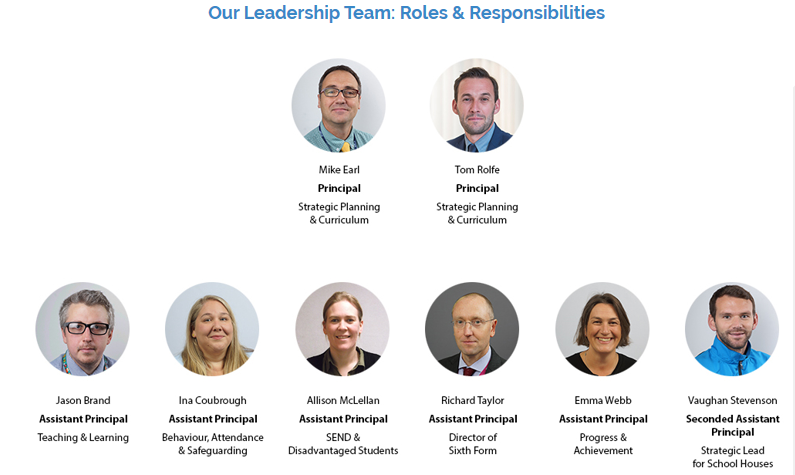 Our Leadership Team: Roles & Responsibilities
Mike Earl
Principal
Strategic Planning
& Curriculum
Tom Rolfe
Principal
Strategic Planning
& Curriculum
Jason Brand
Assistant Principal
Teaching & Learning
Ina Coubrough
Assistant Principal
Behaviour, Attendance
& Safeguarding
Allison McLellan
Assistant Principal
SEND &
Disadvantaged Students
Richard Taylor
Assistant Principal
Director of
Sixth Form
Emma Webb
Assistant Principal
Progress &
Achievement
Vaughan Stevenson
Seconded Assistant
Principal
Strategic Lead
for School Houses